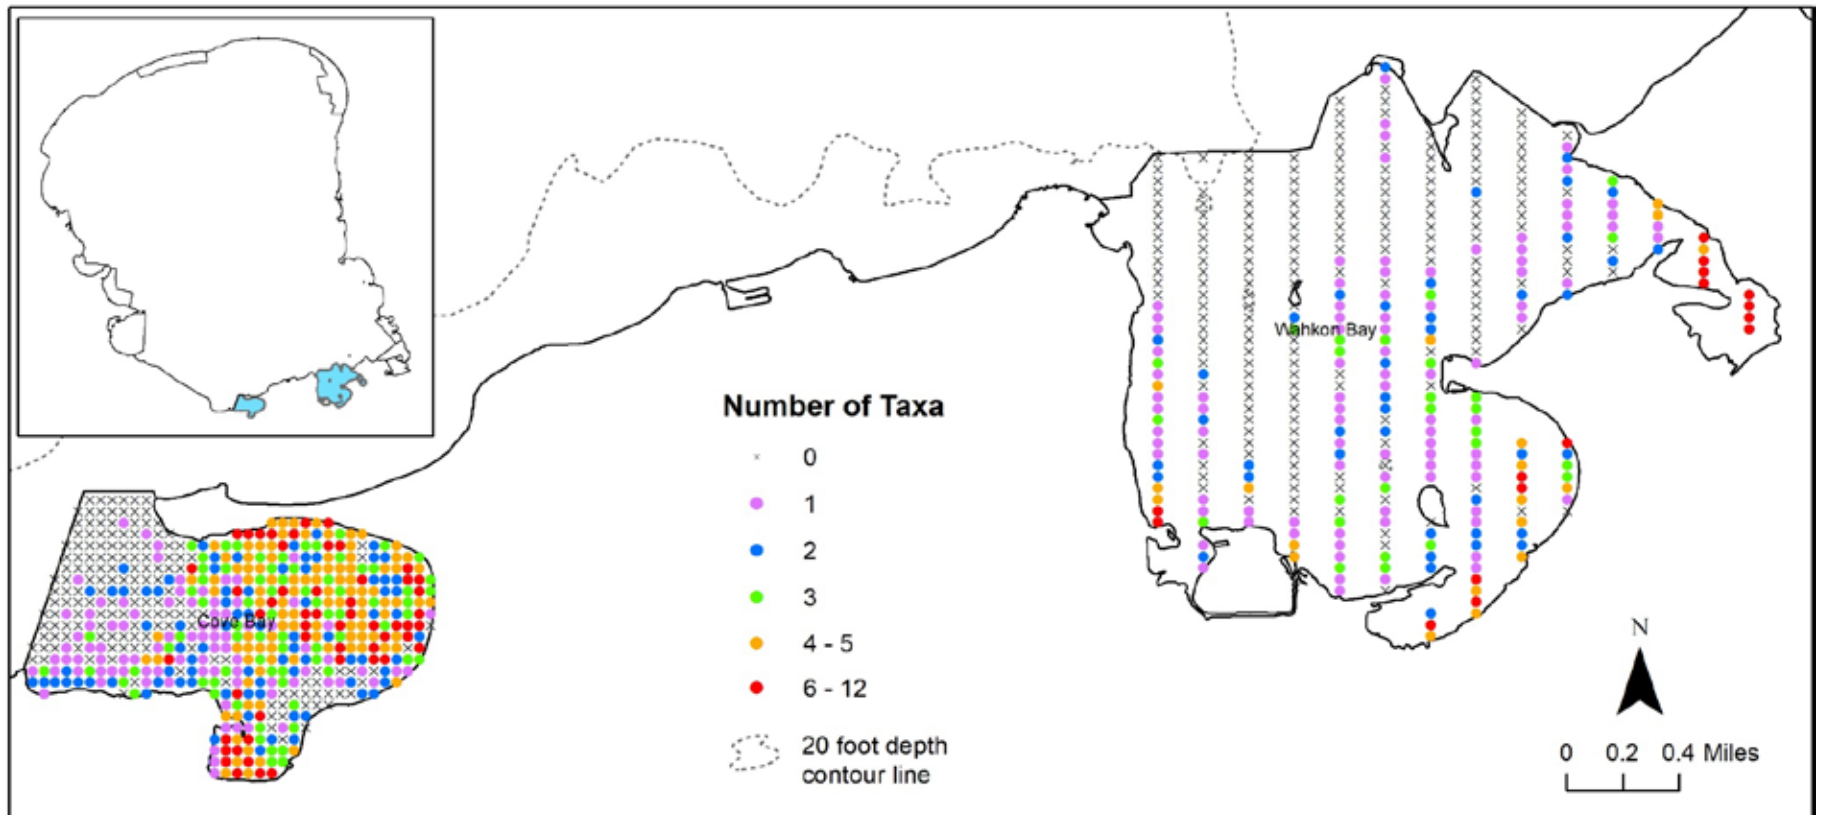 Wahkon Bay
Number of Taxa
0
1
2
3
4 - 5
6 - 12
20 foot depth
contour line
Cove Bay
N
0 0.2 0.4 Miles